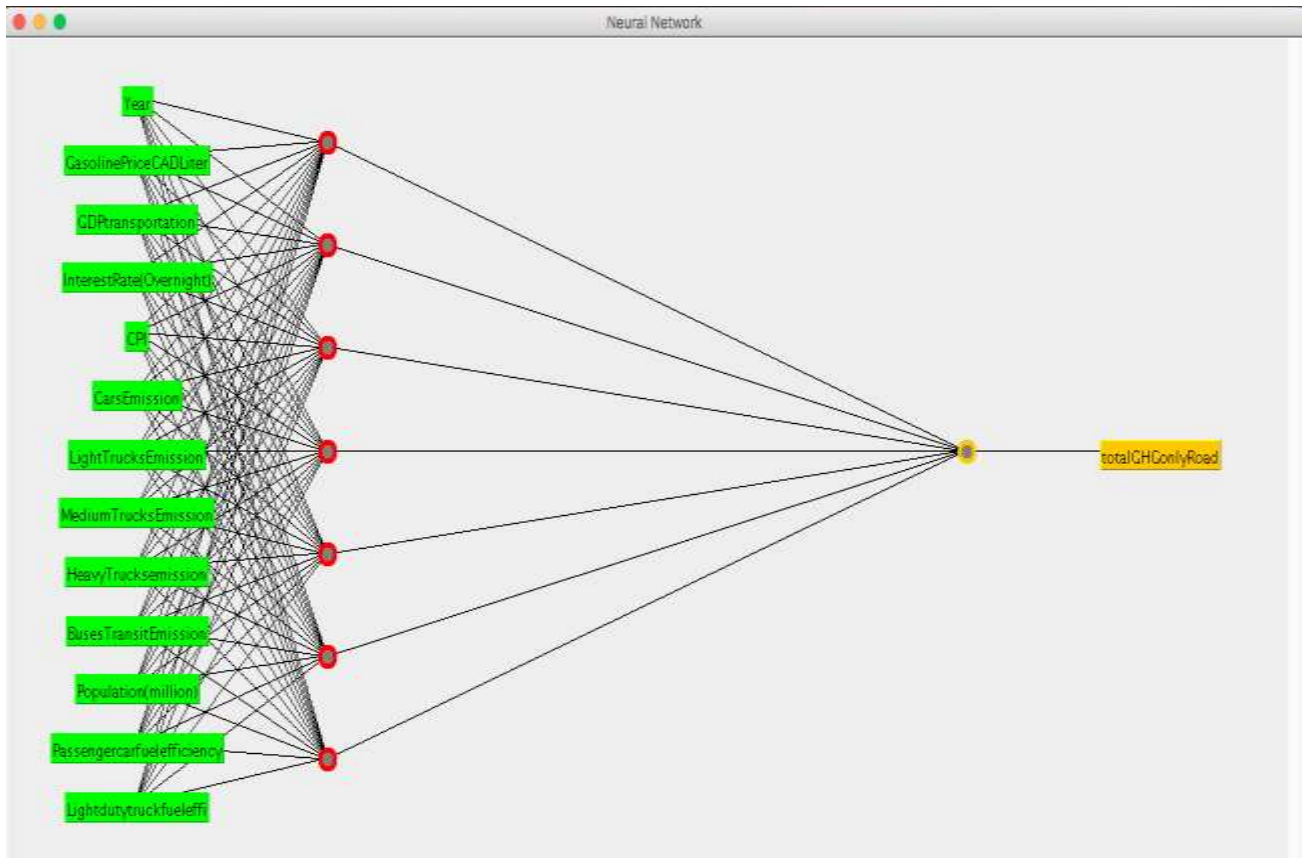 Neural Network
Year
GasolinePriceCADLiter
GDPtransportation
InterestRate(Overnight)
CPI
CarsEmission
LightTrucksEmission
MediumTrucksEmission
HeavyTrucksemission
BusesTransitEmission
Population(million)
Passengercarfuelefficiency
Lightdutytruckfueleffi
totalGHGonlyRoad